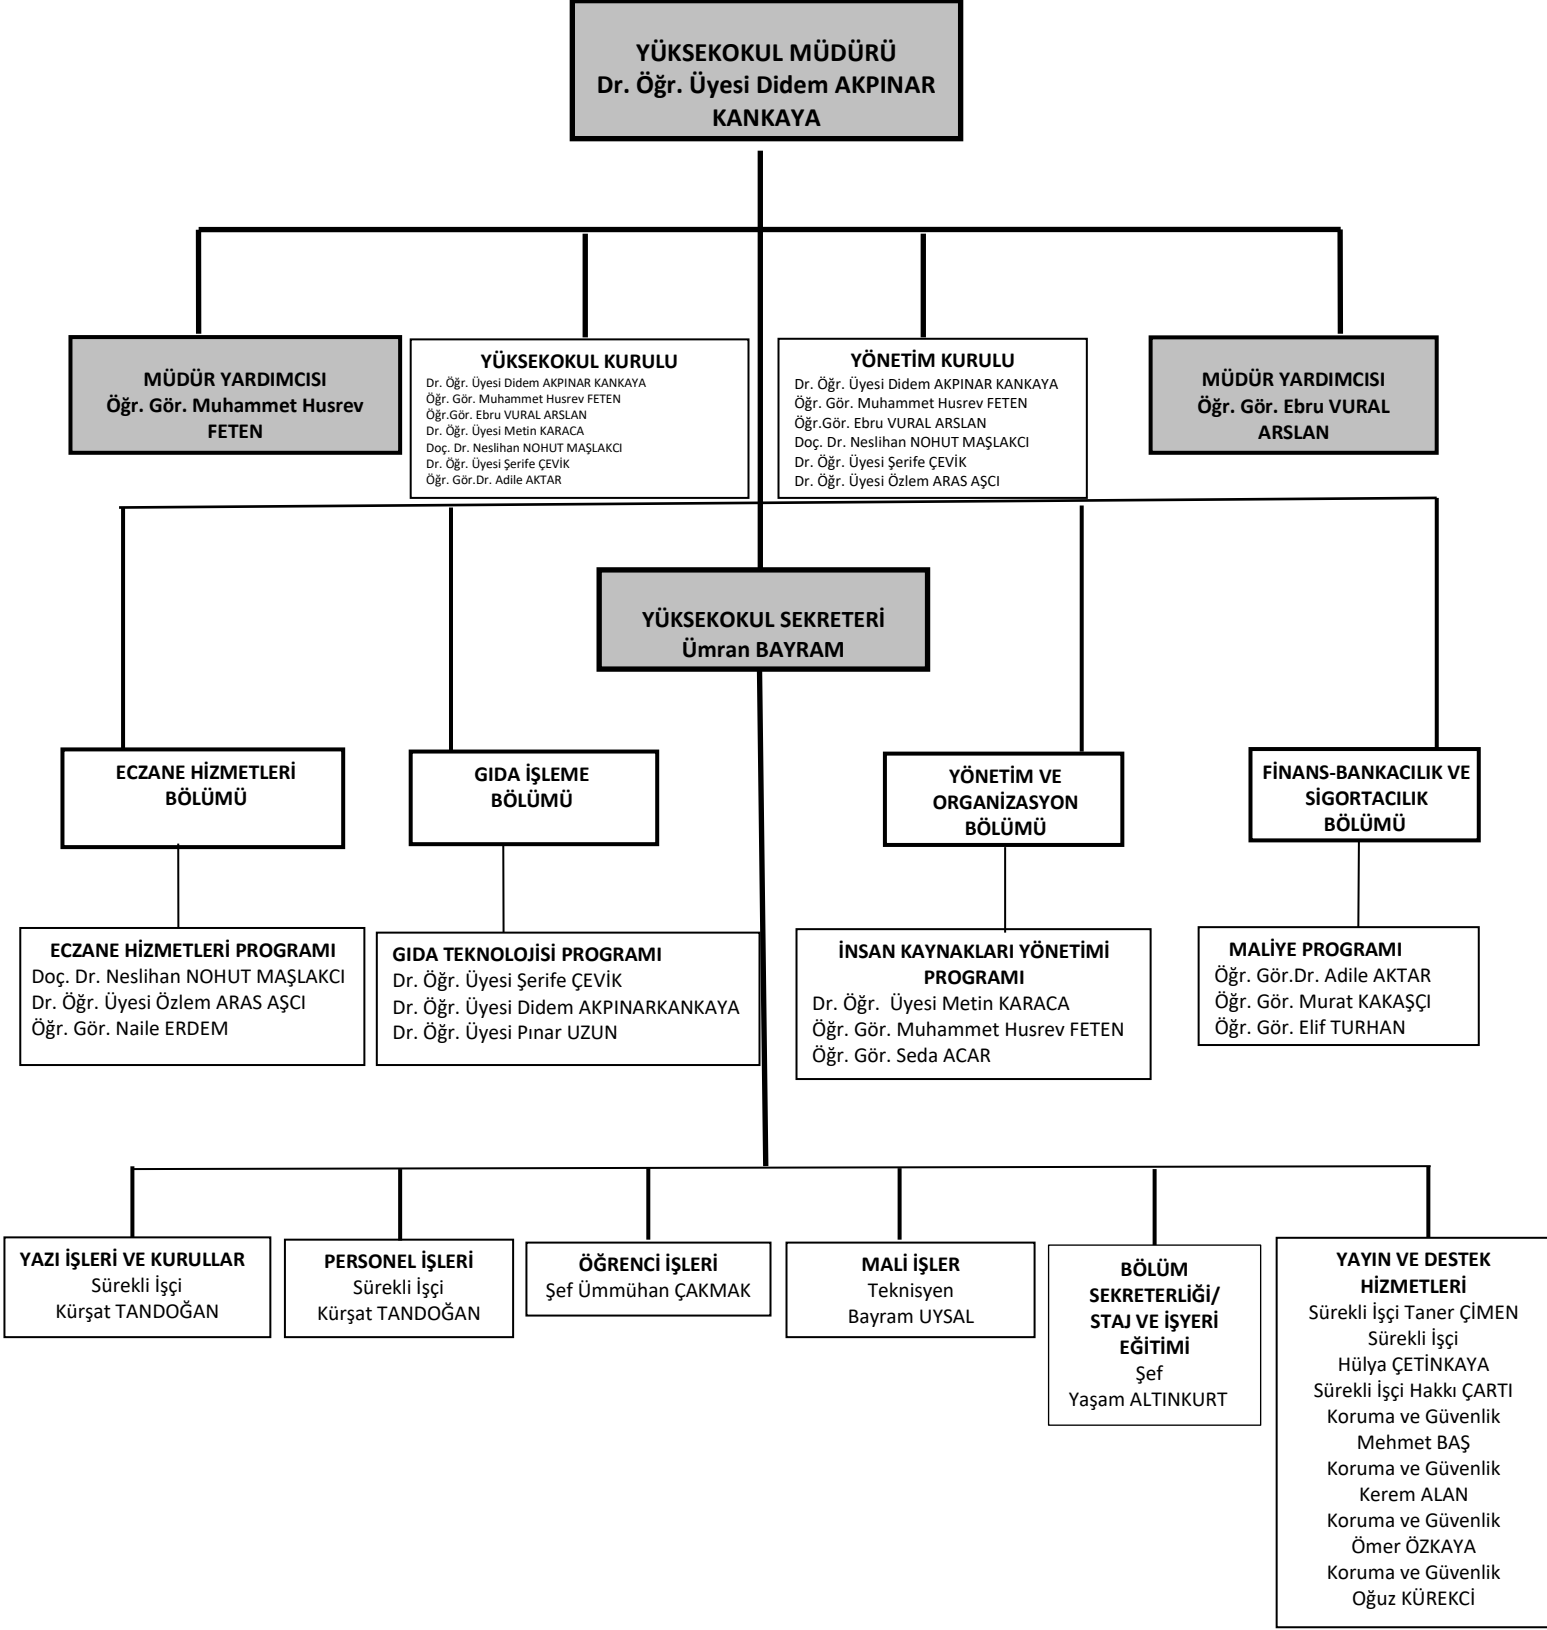 YÜKSEKOKUL MÜDÜRÜ
Dr. Öğr. Üyesi Didem AKPINAR
KANKAYA
MÜDÜR YARDIMCISI
Öğr. Gör. Muhammet Husrev
FETEN
YÜKSEKOKUL KURULU
Dr. Öğr. Üyesi Didem AKPINAR KANKAYA
Öğr. Gör. Muhammet Husrev FETEN
Öğr.Gör. Ebru VURAL ARSLAN
Dr. Öğr. Üyesi Metin KARACA
Doç. Dr. Neslihan NOHUT MAŞLAKCI
Dr. Öğr. Üyesi Şerife ÇEVİK
Öğr. Gör.Dr. Adile AKTAR
YÖNETİM KURULU
Dr. Öğr. Üyesi Didem AKPINAR KANKAYA
Öğr. Gör. Muhammet Husrev FETEN
Öğr.Gör. Ebru VURAL ARSLAN
Doç. Dr. Neslihan NOHUT MAŞLAKCI
Dr. Öğr. Üyesi Şerife ÇEVİK
Dr. Öğr. Üyesi Özlem ARAS AŞCI
MÜDÜR YARDIMCISI
Öğr. Gör. Ebru VURAL
ARSLAN
YÜKSEKOKUL SEKRETERİ
Ümran BAYRAM
ECZANE HİZMETLERİ
BÖLÜMÜ
GIDA İŞLEME
BÖLÜMÜ
YÖNETİM VE
ORGANİZASYON
BÖLÜMÜ
FİNANS-BANKACILIK VE
SİGORTACILIK
BÖLÜMÜ
ECZANE HİZMETLERİ PROGRAMI
Doç. Dr. Neslihan NOHUT MAŞLAKCI
Dr. Öğr. Üyesi Özlem ARAS AŞCI
Öğr. Gör. Naile ERDEM
GIDA TEKNOLOJİSİ PROGRAMI
Dr. Öğr. Üyesi Şerife ÇEVİK
Dr. Öğr. Üyesi Didem AKPINARKANKAYA
Dr. Öğr. Üyesi Pınar UZUN
İNSAN KAYNAKLARI YÖNETİMİ
PROGRAMI
Dr. Öğr. Üyesi Metin KARACA
Öğr. Gör. Muhammet Husrev FETEN
Öğr. Gör. Seda ACAR
MALİYE PROGRAMI
Öğr. Gör.Dr. Adile AKTAR
Öğr. Gör. Murat KAKAŞÇI
Öğr. Gör. Elif TURHAN
YAZI İŞLERİ VE KURULLAR
Sürekli İşçi
Kürşat TANDOĞAN
PERSONEL İŞLERİ
Sürekli İşçi
Kürşat TANDOĞAN
ÖĞRENCİ İŞLERİ
Şef Ümmühan ÇAKMAK
MALİ İŞLER
Teknisyen
Bayram UYSAL
BÖLÜM
SEKRETERLİĞİ/
STAJ VE İŞYERİ
EĞİTİMİ
Şef
Yaşam ALTINKURT
YAYIN VE DESTEK
HİZMETLERİ
Sürekli İşçi Taner ÇİMEN
Sürekli İşçi
Hülya ÇETİNKAYA
Sürekli İşçi Hakkı ÇARTI
Koruma ve Güvenlik
Mehmet BAŞ
Koruma ve Güvenlik
Kerem ALAN
Koruma ve Güvenlik
Ömer ÖZKAYA
Koruma ve Güvenlik
Oğuz KÜREKCİ